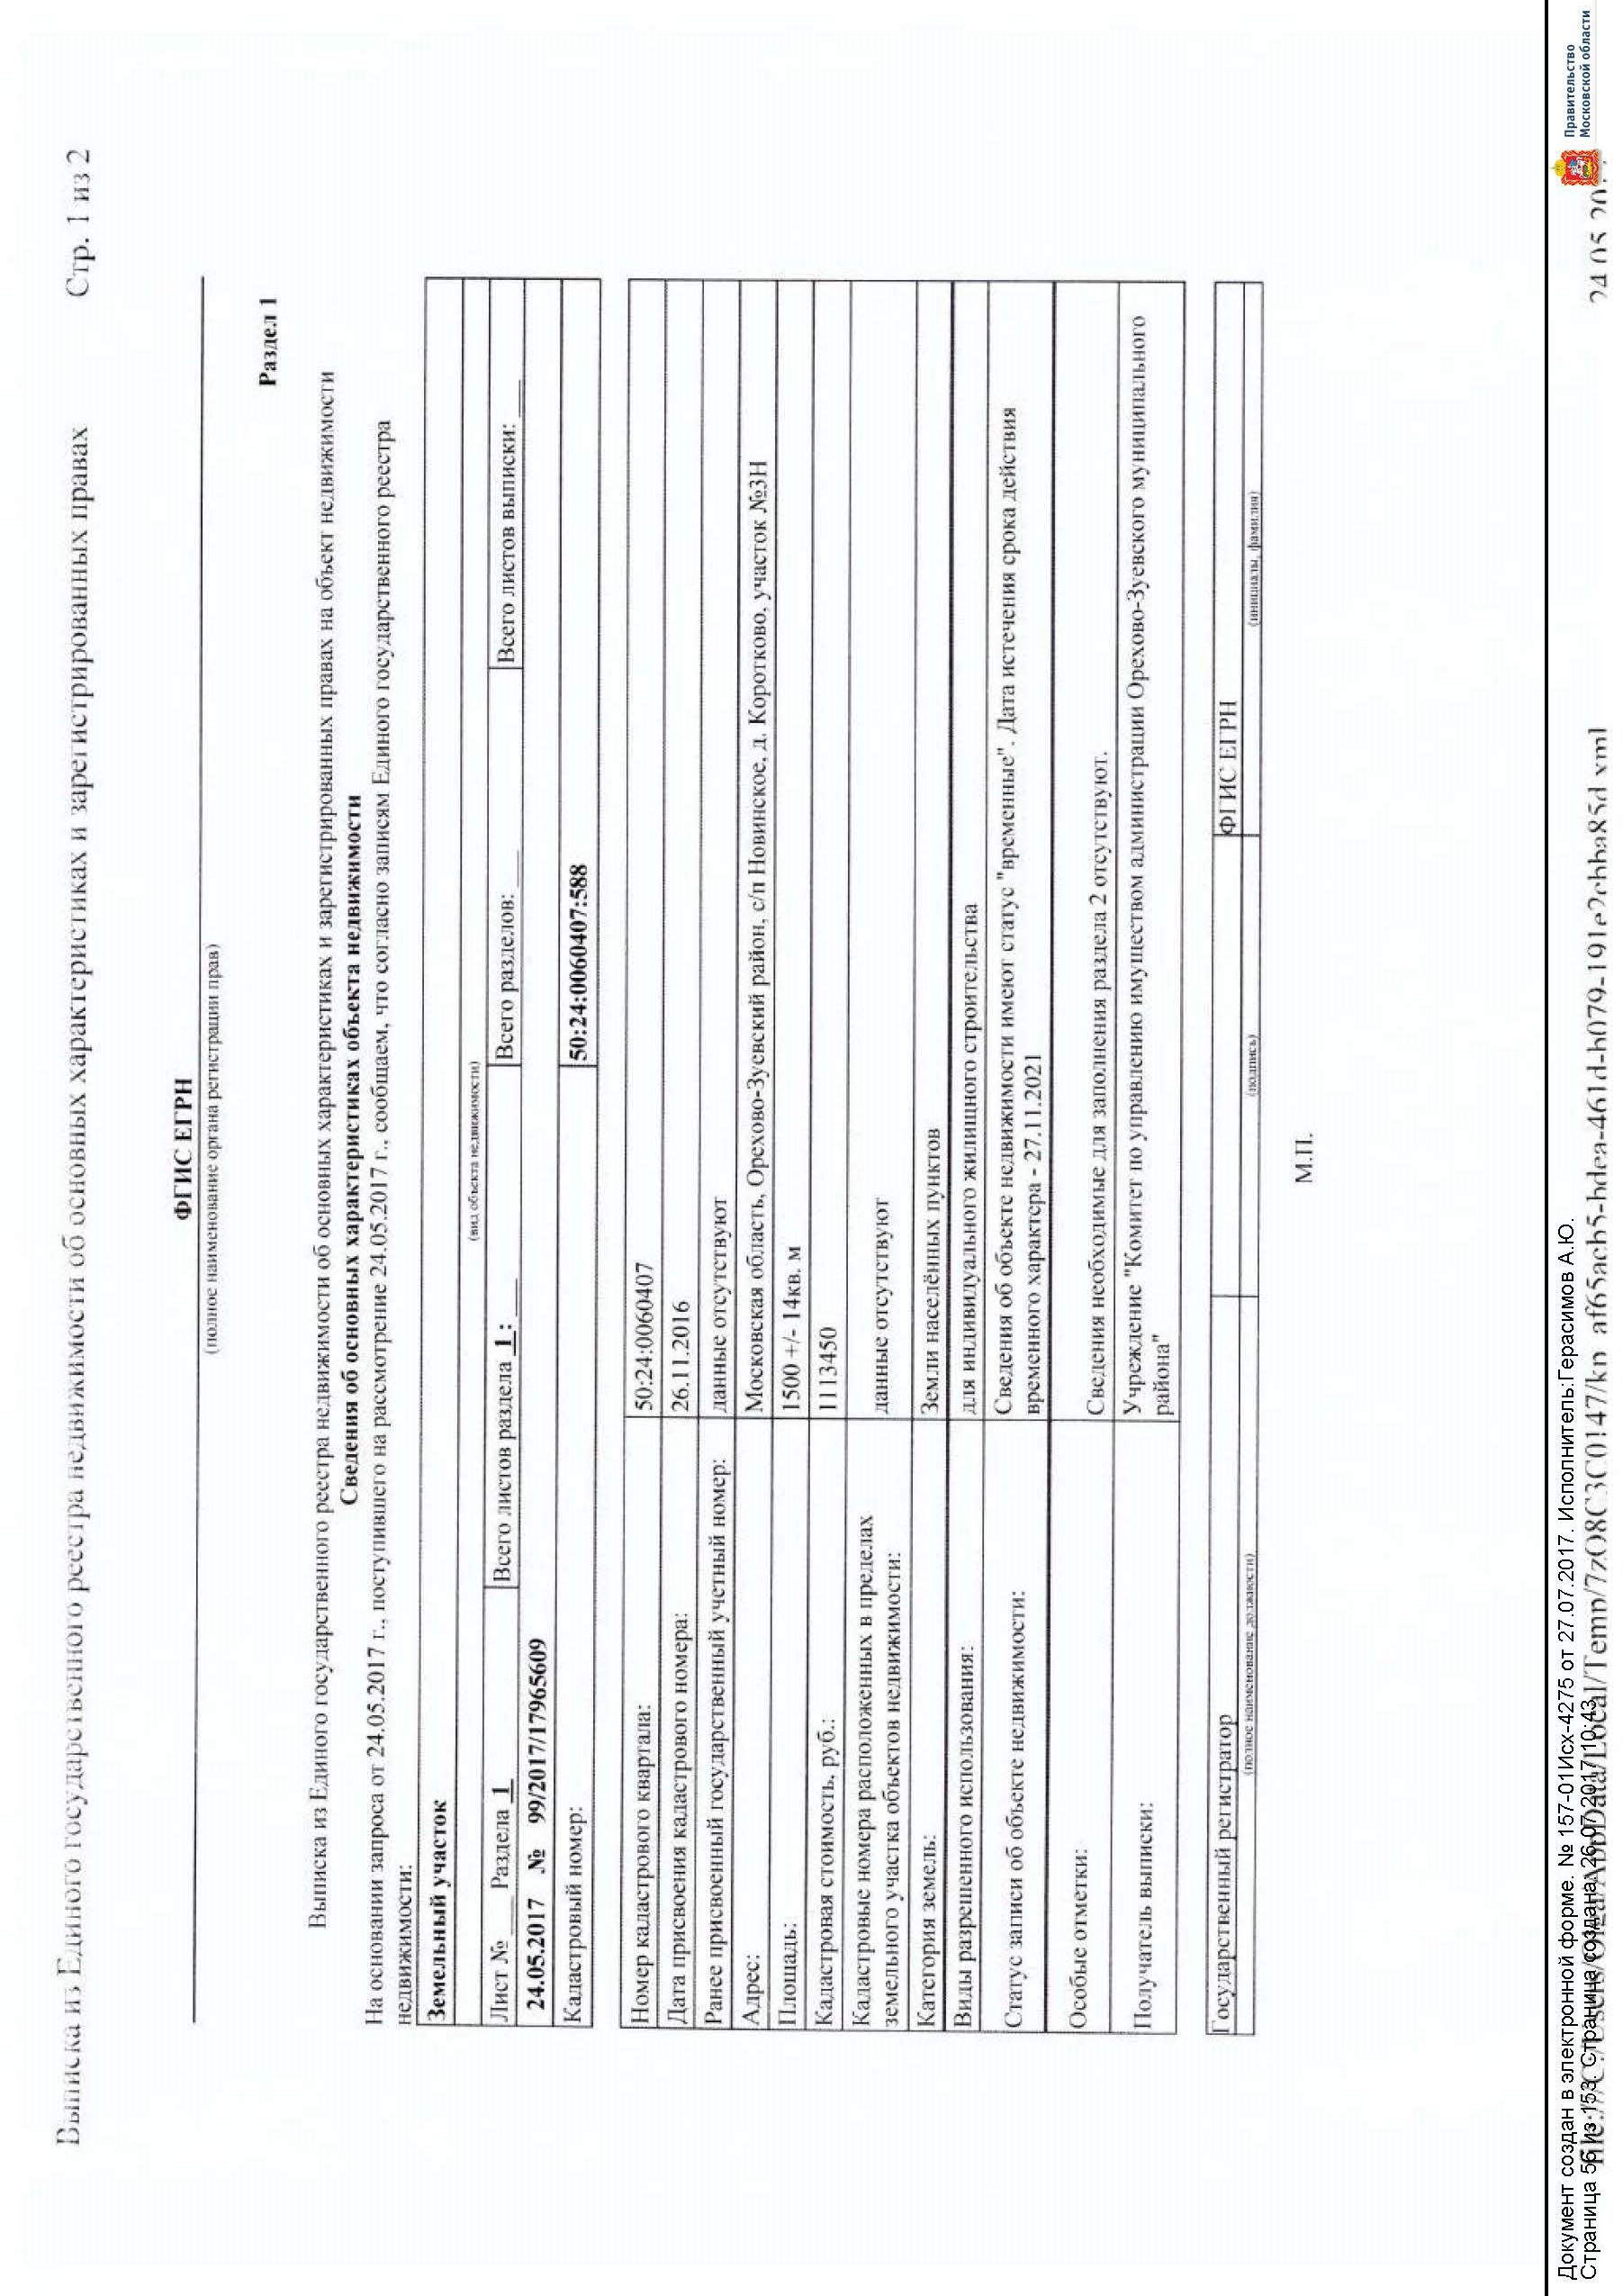 Выписка из Единого государственного реестра недвижимости об основных характеристиках и зарегистрированных правах Стр. 1 из 2
ФГИС ЕГРН
(полное наименование органа регистрации прав)
Раздел 1
Выписка из Единого государственного реестра недвижимости об основных характеристиках и зарегистрированных правах на объект недвижимости
Сведения об основных характеристиках объекта недвижимости
На основании запроса от 24.05.2017 г., поступившего на рассмотрение 24.05.2017 г., сообщаем, что согласно записям Единого государственного реестра
недвижимости:
Земельный участок
(вид объекта недвижимости)
Лист № ___ Раздела 1 Всего листов раздела 1 : ___ Всего разделов: ___ Всего листов выписки: ___
24.05.2017 № 99/2017/17965609
Кадастровый номер: 50:24:0060407:588
Номер кадастрового квартала: 50:24:0060407
Дата присвоения кадастрового номера: 26.11.2016
Ранее присвоенный государственный учетный номер: данные отсутствуют
Адрес: Московская область, Орехово-Зуевский район, с/п Новинское, д. Коротково, участок №3Н
Площадь: 1500 +/- 14кв. м
Кадастровая стоимость, руб.: 1113450
Кадастровые номера расположенных в пределах
земельного участка объектов недвижимости: данные отсутствуют
Категория земель: Земли населённых пунктов
Виды разрешенного использования: для индивидуального жилищного строительства
Статус записи об объекте недвижимости: Сведения об объекте недвижимости имеют статус "временные". Дата истечения срока действия
временного характера - 27.11.2021
Особые отметки: Сведения необходимые для заполнения раздела 2 отсутствуют.
Получатель выписки: Учреждение "Комитет по управлению имуществом администрации Орехово-Зуевского муниципального
района"
Государственный регистратор ФГИС ЕГРН
(полное наименование должности) (подпись) (инициалы, фамилия)
М.П.
Документ создан в электронной форме. № 157-01Исх-4275 от 27.07.2017. Исполнитель:Герасимов А.Ю.
Страница 56 из 153. Страница создана: 26.07.2017 10:43
Правительство
Московской области